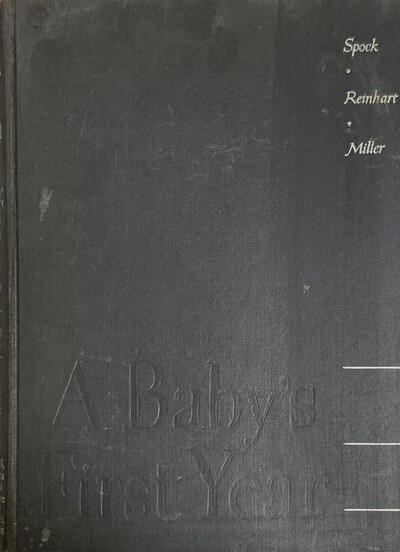 Spock
·
Reinhart
·
Miller
A Baby's
First Year